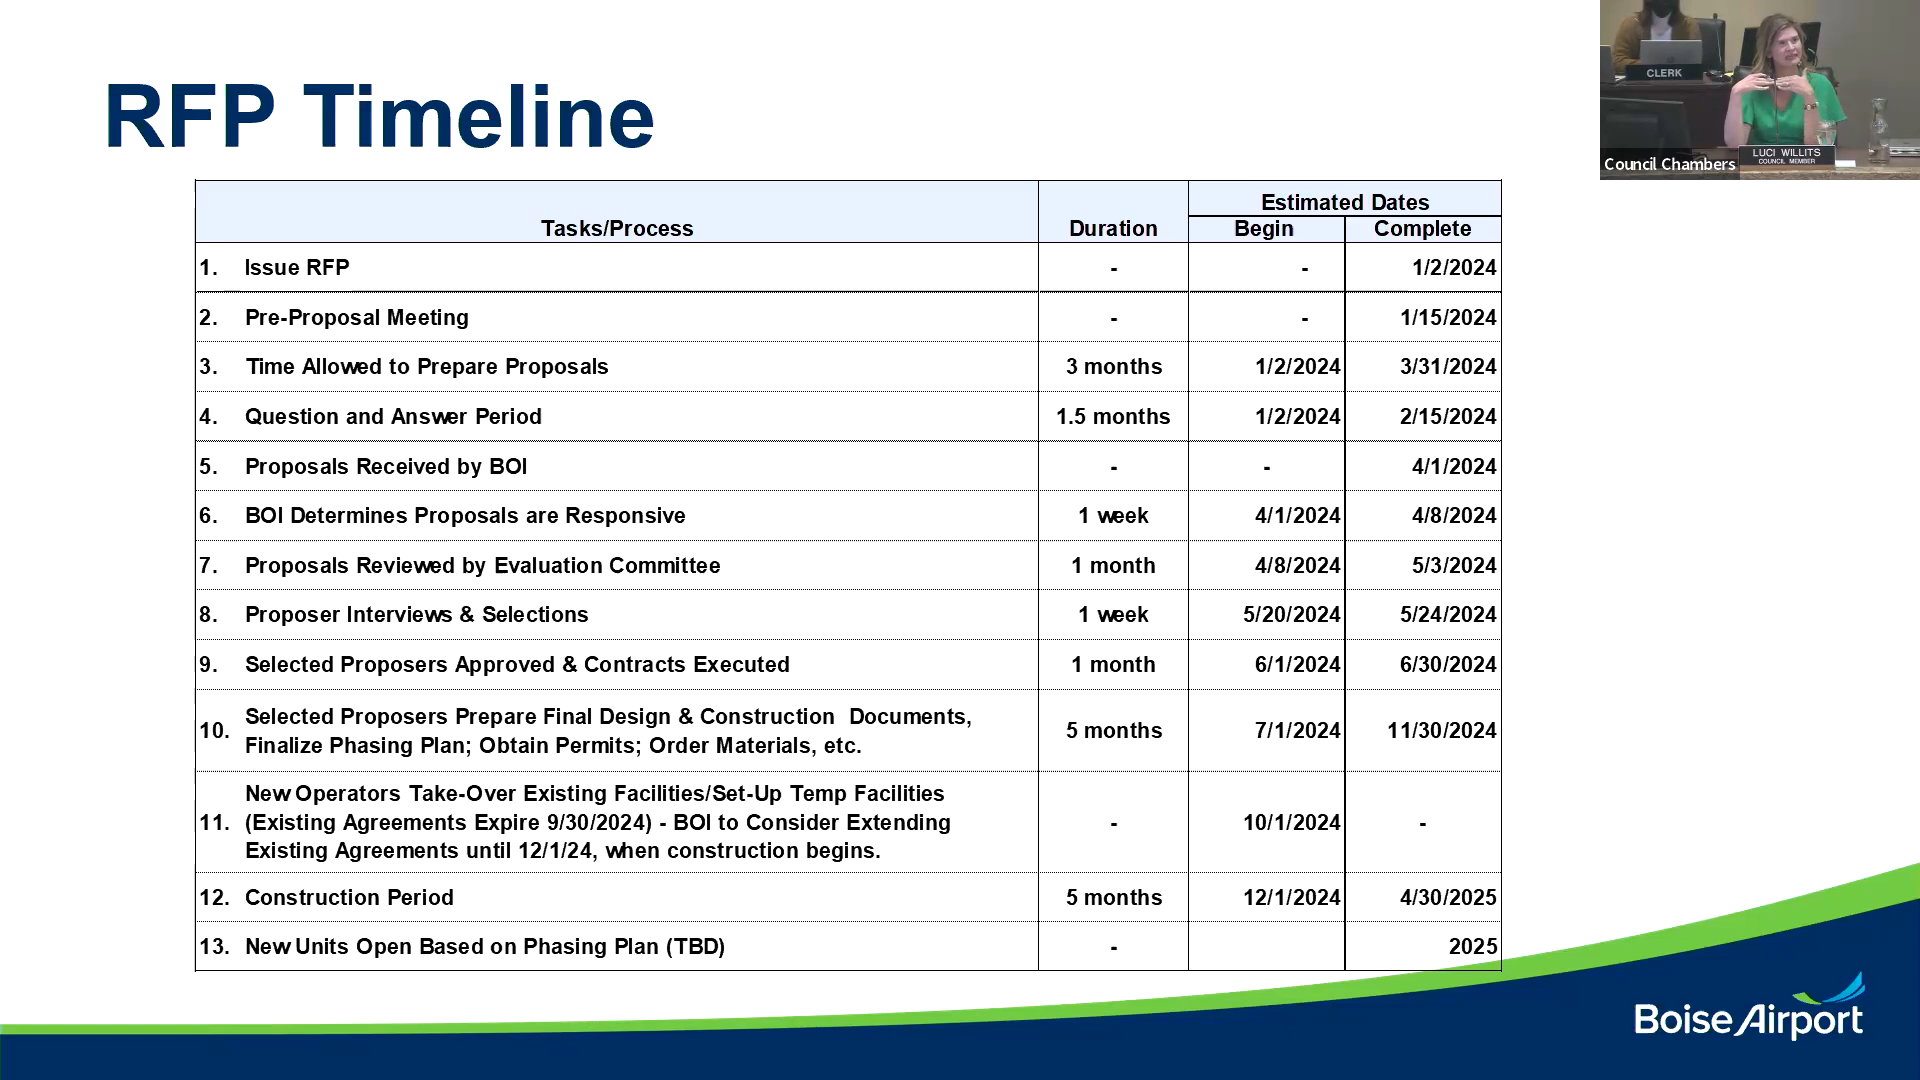 RFP Timeline
CLERK
LUCI WILLITS
COUNCIL MEMBER
Council Chambers
Estimated Dates
Tasks/Process Duration Begin Complete
1. Issue RFP - - 1/2/2024
2. Pre-Proposal Meeting - - 1/15/2024
3. Time Allowed to Prepare Proposals 3 months 1/2/2024 3/31/2024
4. Question and Answer Period 1.5 months 1/2/2024 2/15/2024
5. Proposals Received by BOI - - 4/1/2024
6. BOI Determines Proposals are Responsive 1 week 4/1/2024 4/8/2024
7. Proposals Reviewed by Evaluation Committee 1 month 4/8/2024 5/3/2024
8. Proposer Interviews & Selections 1 week 5/20/2024 5/24/2024
9. Selected Proposers Approved & Contracts Executed 1 month 6/1/2024 6/30/2024
10. Selected Proposers Prepare Final Design & Construction Documents,
Finalize Phasing Plan; Obtain Permits; Order Materials, etc. 5 months 7/1/2024 11/30/2024
New Operators Take-Over Existing Facilities/Set-Up Temp Facilities
11. (Existing Agreements Expire 9/30/2024) - BOI to Consider Extending - 10/1/2024 -
Existing Agreements until 12/1/24, when construction begins.
12. Construction Period 5 months 12/1/2024 4/30/2025
13. New Units Open Based on Phasing Plan (TBD) - 2025
Boise Airport